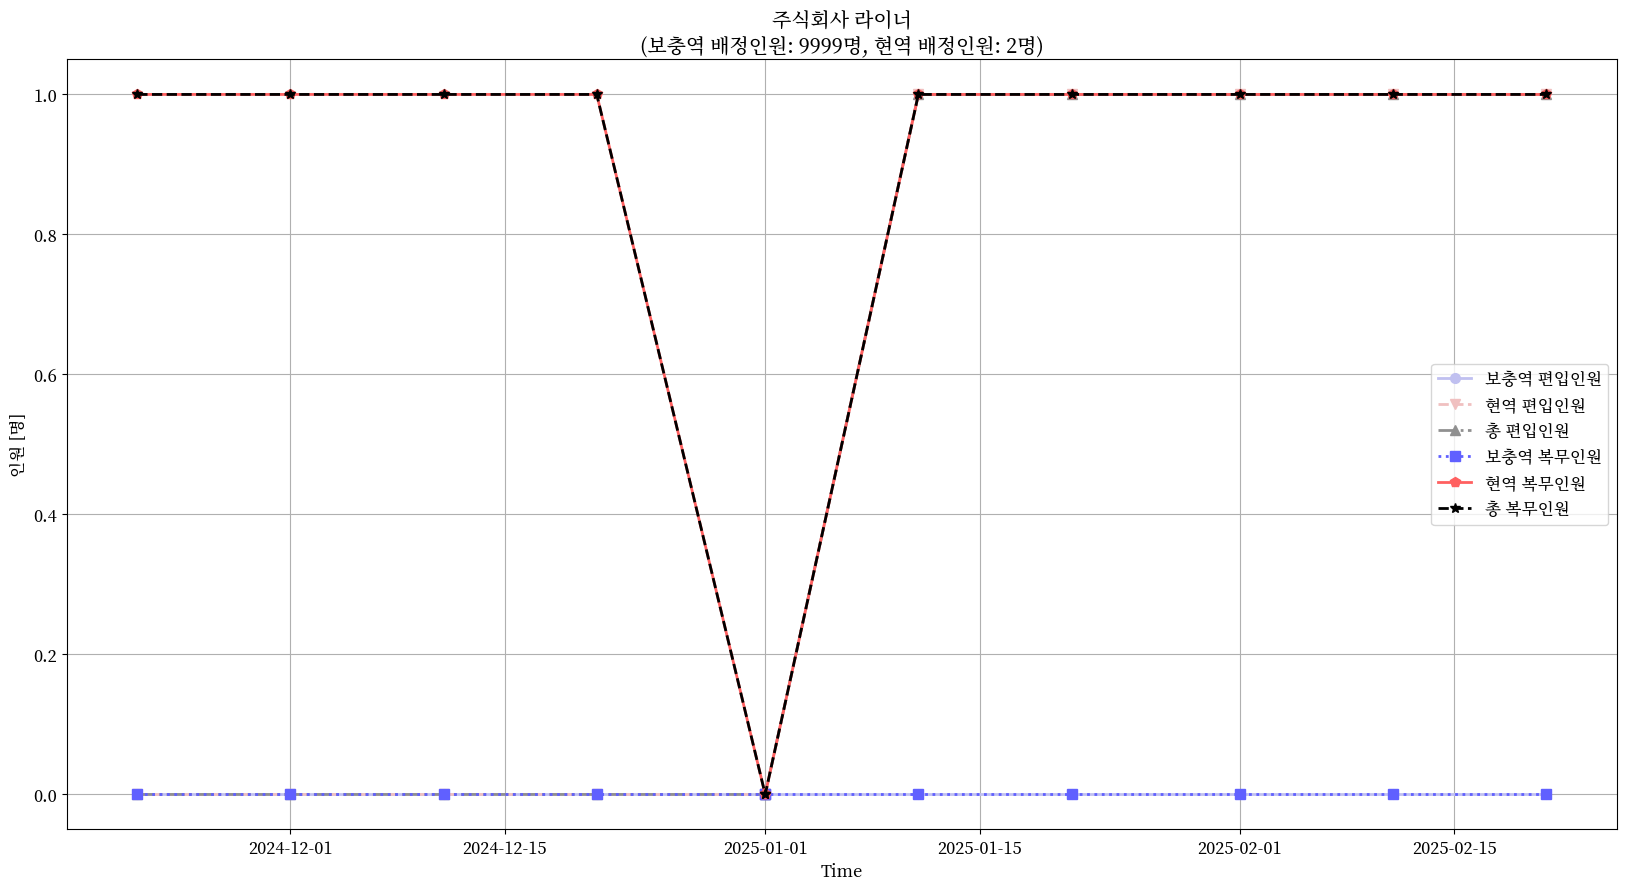 주식회사 라이너
(보충역 배정인원: 9999명, 현역 배정인원: 2명)
1.0
0.8
0.6
0.4
0.2
0.0
인원 [명]
보충역 편입인원
현역 편입인원
총 편입인원
보충역 복무인원
현역 복무인원
총 복무인원
2024-12-01
2024-12-15
2025-01-01
2025-01-15
2025-02-01
2025-02-15
Time